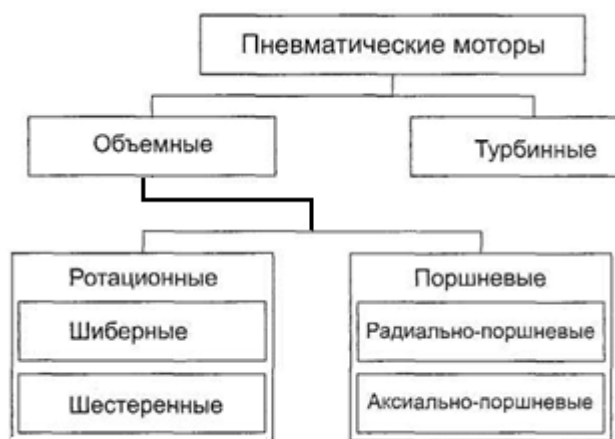 Пневматические моторы
Объемные
Турбинные
Ротационные
Шиберные
Шестеренные
Поршневые
Радиально-поршневые
Аксиально-поршневые